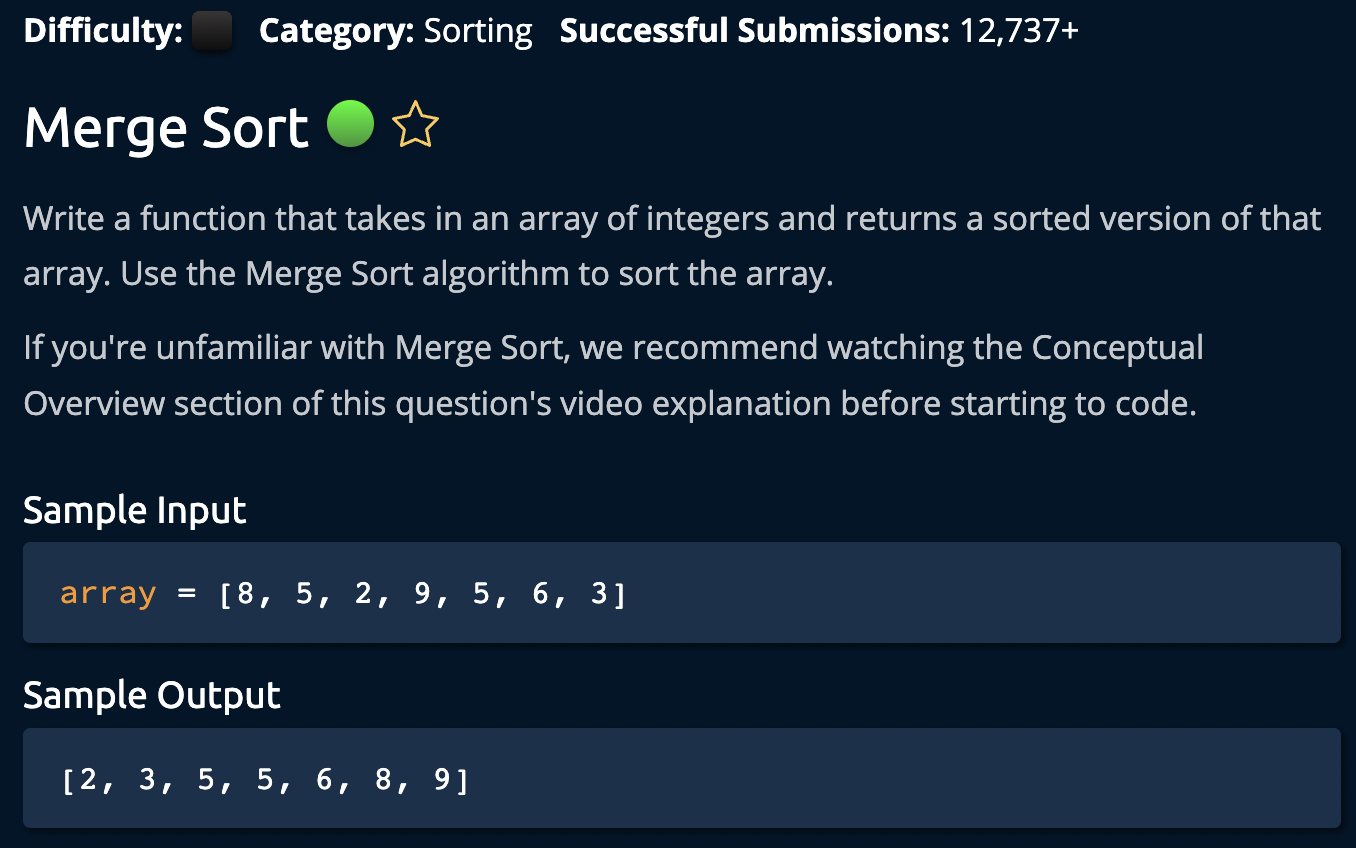 Difficulty: Category: Sorting Successful Submissions: 12,737+
Merge Sort
Write a function that takes in an array of integers and returns a sorted version of that
array. Use the Merge Sort algorithm to sort the array.
If you're unfamiliar with Merge Sort, we recommend watching the Conceptual
Overview section of this question's video explanation before starting to code.
Sample Input
array = [8, 5, 2, 9, 5, 6, 3]
Sample Output
[2, 3, 5, 5, 6, 8, 9]